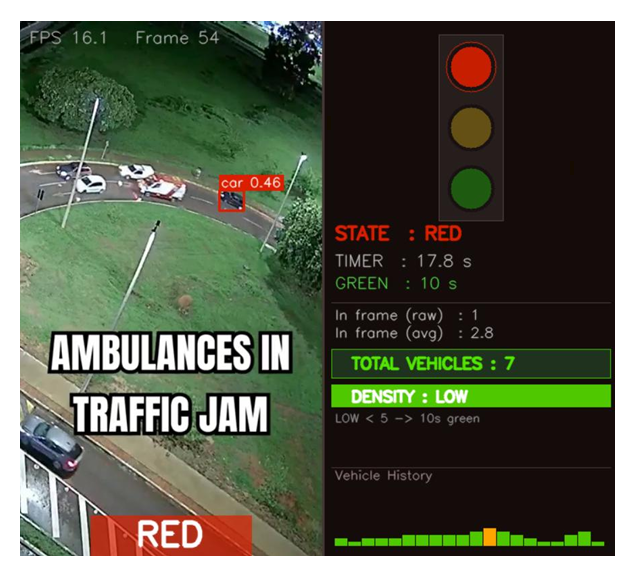 FPS 16.1 Frame 54
car 0.46
AMBULANCES IN
TRAFFIC JAM
RED
STATE : RED
TIMER : 17.8 s
GREEN : 10 s
In frame (raw) : 1
In frame (avg) : 2.8
TOTAL VEHICLES : 7
DENSITY : LOW
LOW < 5 -> 10s green
Vehicle History